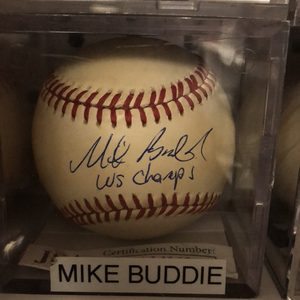 Mike Buddie
WS Champs
Certification Number:
MIKE BUDDIE